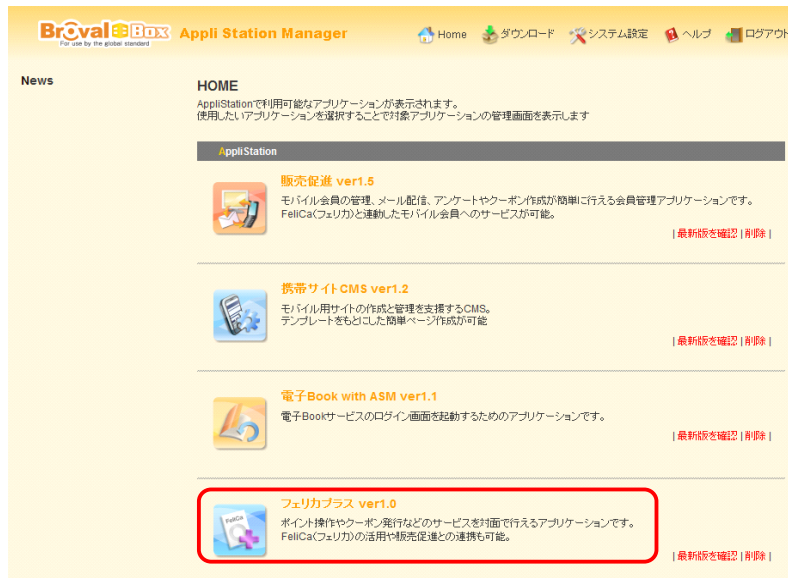 Broval Box Appli Station Manager Home ダウンロード システム設定 ヘルプ ログアウト
For use by the global standerd
News
HOME
AppliStationで利用可能なアプリケーションが表示されます。
使用したいアプリケーションを選択することで対象アプリケーションの管理画面を表示します
AppliStation
販売促進 ver1.5
モバイル会員の管理、メール配信、アンケートやクーポン作成が簡単に行える会員管理アプリケーションです。
FeliCa(フェリカ)と連動したモバイル会員へのサービスが可能。
| 最新版を確認 | 削除 |
携帯サイトCMS ver1.2
モバイル用サイトの作成と管理を支援するCMS。
テンプレートをもとにした簡単ページ作成が可能
| 最新版を確認 | 削除 |
電子Book with ASM ver1.1
電子Bookサービスのログイン画面を起動するためのアプリケーションです。
| 最新版を確認 | 削除 |
フェリカプラス ver1.0
FeliCa
ポイント操作やクーポン発行などのサービスを対面で行えるアプリケーションです。
FeliCa(フェリカ)の活用や販売促進との連携も可能。
| 最新版を確認 | 削除 |